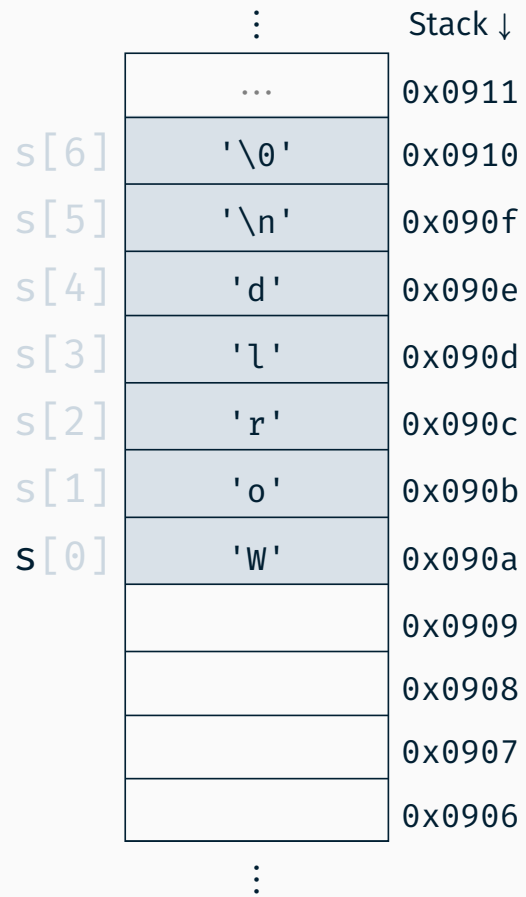 ⋮ Stack ↓
... 0x0911
s[6] '\0' 0x0910
s[5] '\n' 0x090f
s[4] 'd' 0x090e
s[3] 'l' 0x090d
s[2] 'r' 0x090c
s[1] 'o' 0x090b
s[0] 'W' 0x090a
0x0909
0x0908
0x0907
0x0906
⋮